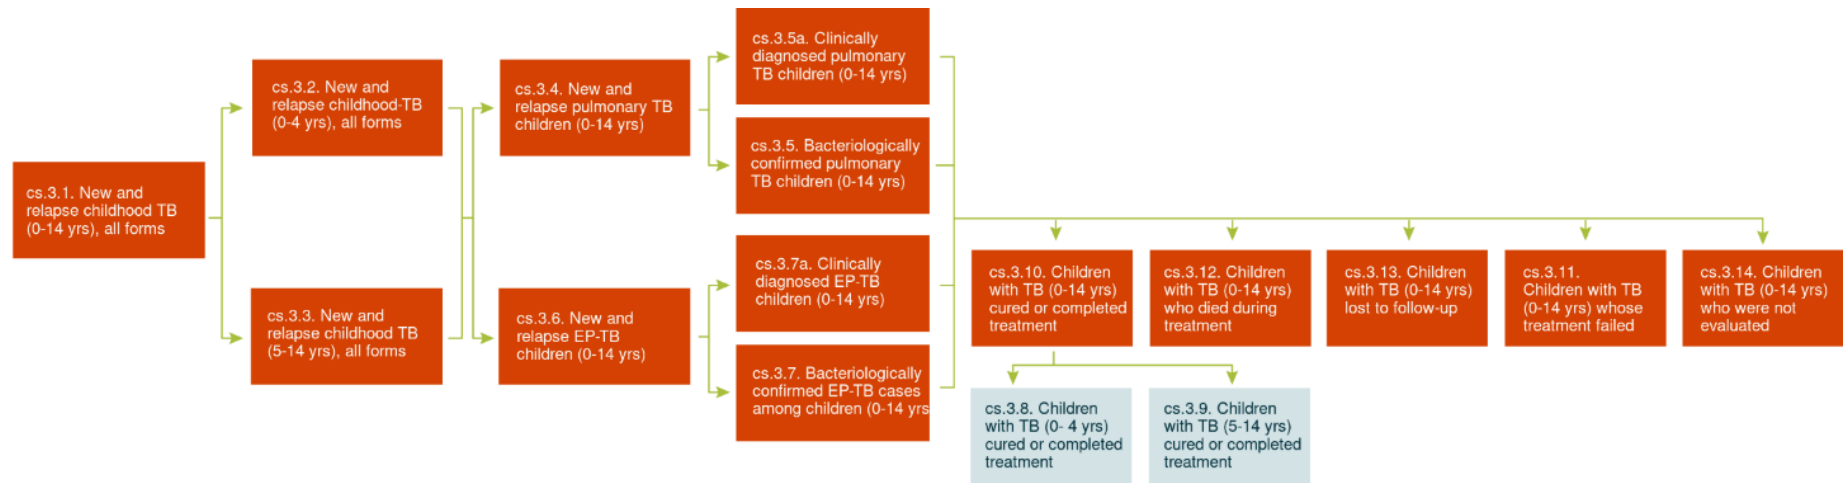 cs.3.1. New and
relapse childhood TB
(0-14 yrs), all forms
cs.3.2. New and
relapse childhood-TB
(0-4 yrs), all forms
cs.3.3. New and
relapse childhood TB
(5-14 yrs), all forms
cs.3.4. New and
relapse pulmonary TB
children (0-14 yrs)
cs.3.6. New and
relapse EP-TB
children (0-14 yrs)
cs.3.5a. Clinically
diagnosed pulmonary
TB children (0-14 yrs)
cs.3.5. Bacteriologically
confirmed pulmonary
TB children (0-14 yrs)
cs.3.7a. Clinically
diagnosed EP-TB
children (0-14 yrs)
cs.3.7. Bacteriologically
confirmed EP-TB cases
among children (0-14 yrs
cs.3.10. Children
with TB (0-14 yrs)
cured or completed
treatment
cs.3.12. Children
with TB (0-14 yrs)
who died during
treatment
cs.3.13. Children
with TB (0-14 yrs)
lost to follow-up
cs.3.11.
Children with TB
(0-14 yrs) whose
treatment failed
cs.3.14. Children
with TB (0-14 yrs)
who were not
evaluated
cs.3.8. Children
with TB (0- 4 yrs)
cured or completed
treatment
cs.3.9. Children
with TB (5-14 yrs)
cured or completed
treatment